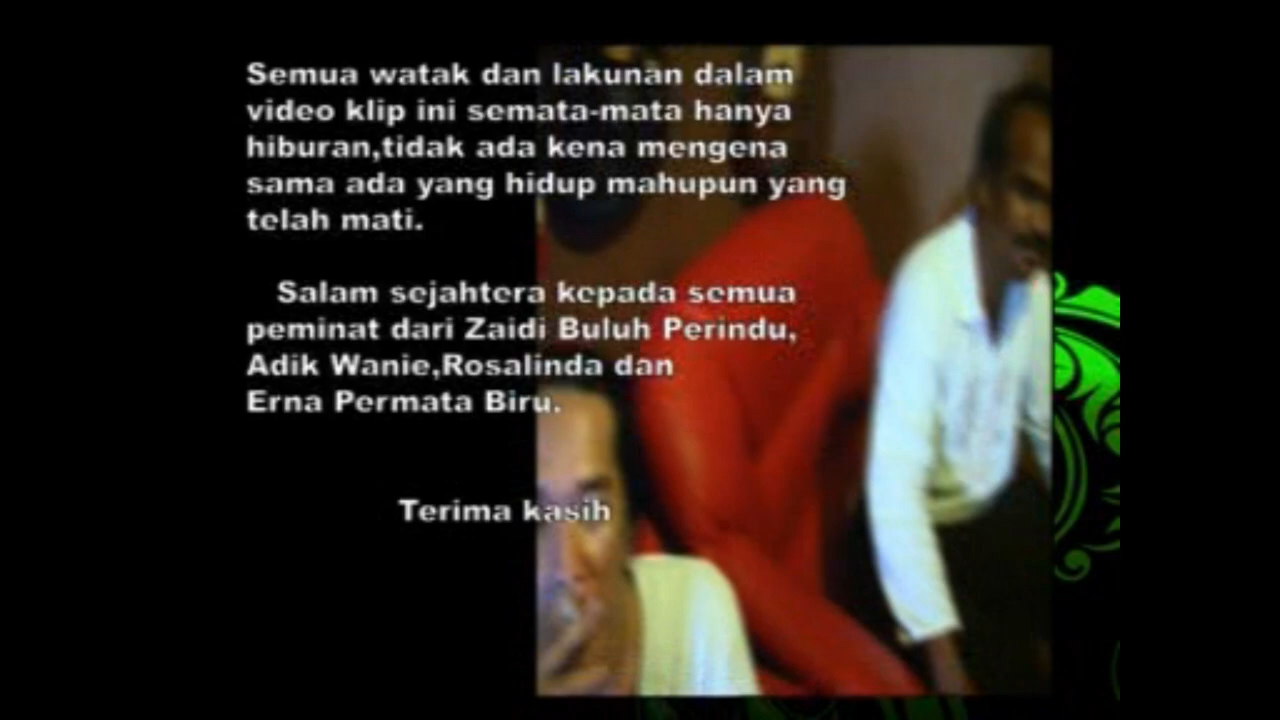 Semua watak dan lakunan dalam
video klip ini semata-mata hanya
hiburan,tidak ada kena mengena
sama ada yang hidup mahupun yang
telah mati.
Salam sejahtera kepada semua
peminat dari Zaidi Buluh Perindu,
Adik Wanie,Rosalinda dan
Erna Permata Biru.
Terima kasih